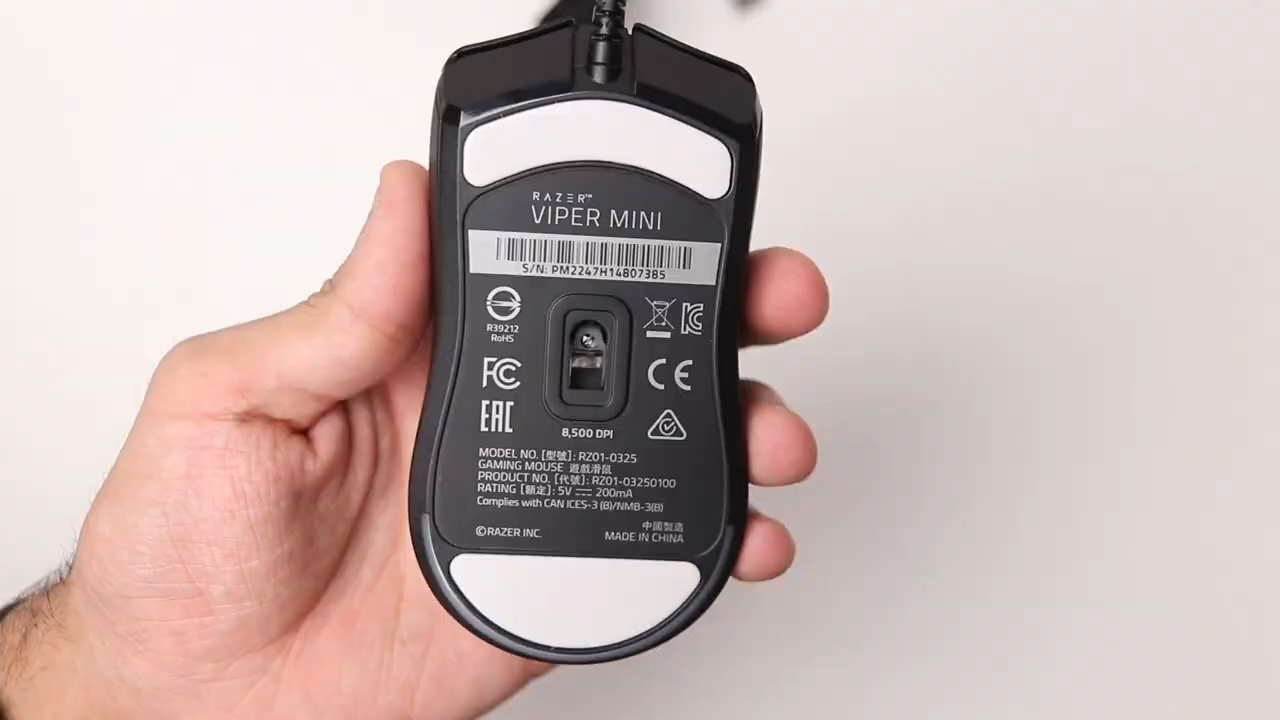 RAZER™
VIPER MINI
S/N: PM2247H14807385
R39212
RoHS
FC
CE
EAC
8,500 DPI
MODEL NO. [型號]: RZ01-0325
GAMING MOUSE 遊戲滑鼠
PRODUCT NO. [代號]: RZ01-03250100
RATING [額定]: 5V ⎓ 200mA
Complies with CAN ICES-3 (B)/NMB-3(B)
©RAZER INC.
中國製造
MADE IN CHINA